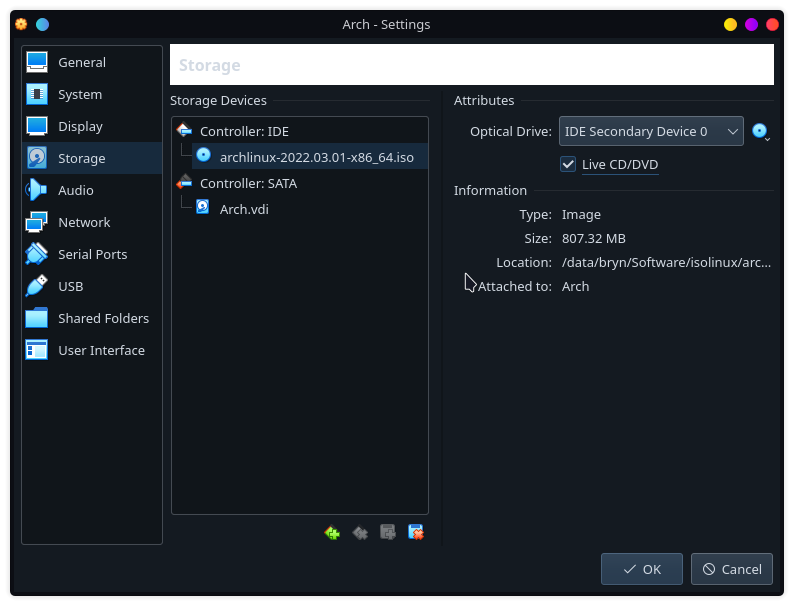 Arch - Settings
General
System
Display
Storage
Audio
Network
Serial Ports
USB
Shared Folders
User Interface
Storage
Storage Devices
Controller: IDE
archlinux-2022.03.01-x86_64.iso
Controller: SATA
Arch.vdi
Attributes
Optical Drive: IDE Secondary Device 0
Live CD/DVD
Information
Type: Image
Size: 807.32 MB
Location: /data/bryn/Software/isolinux/arc...
Attached to: Arch
OK Cancel